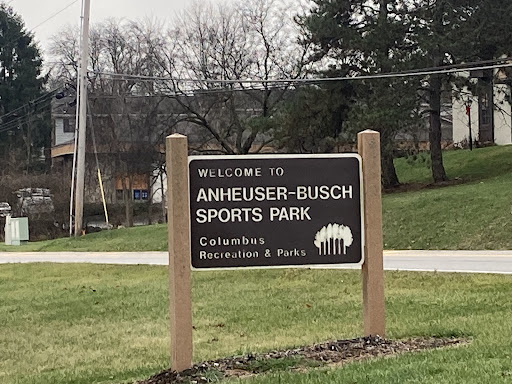 WELCOME TO
ANHEUSER-BUSCH
SPORTS PARK
Columbus
Recreation & Parks